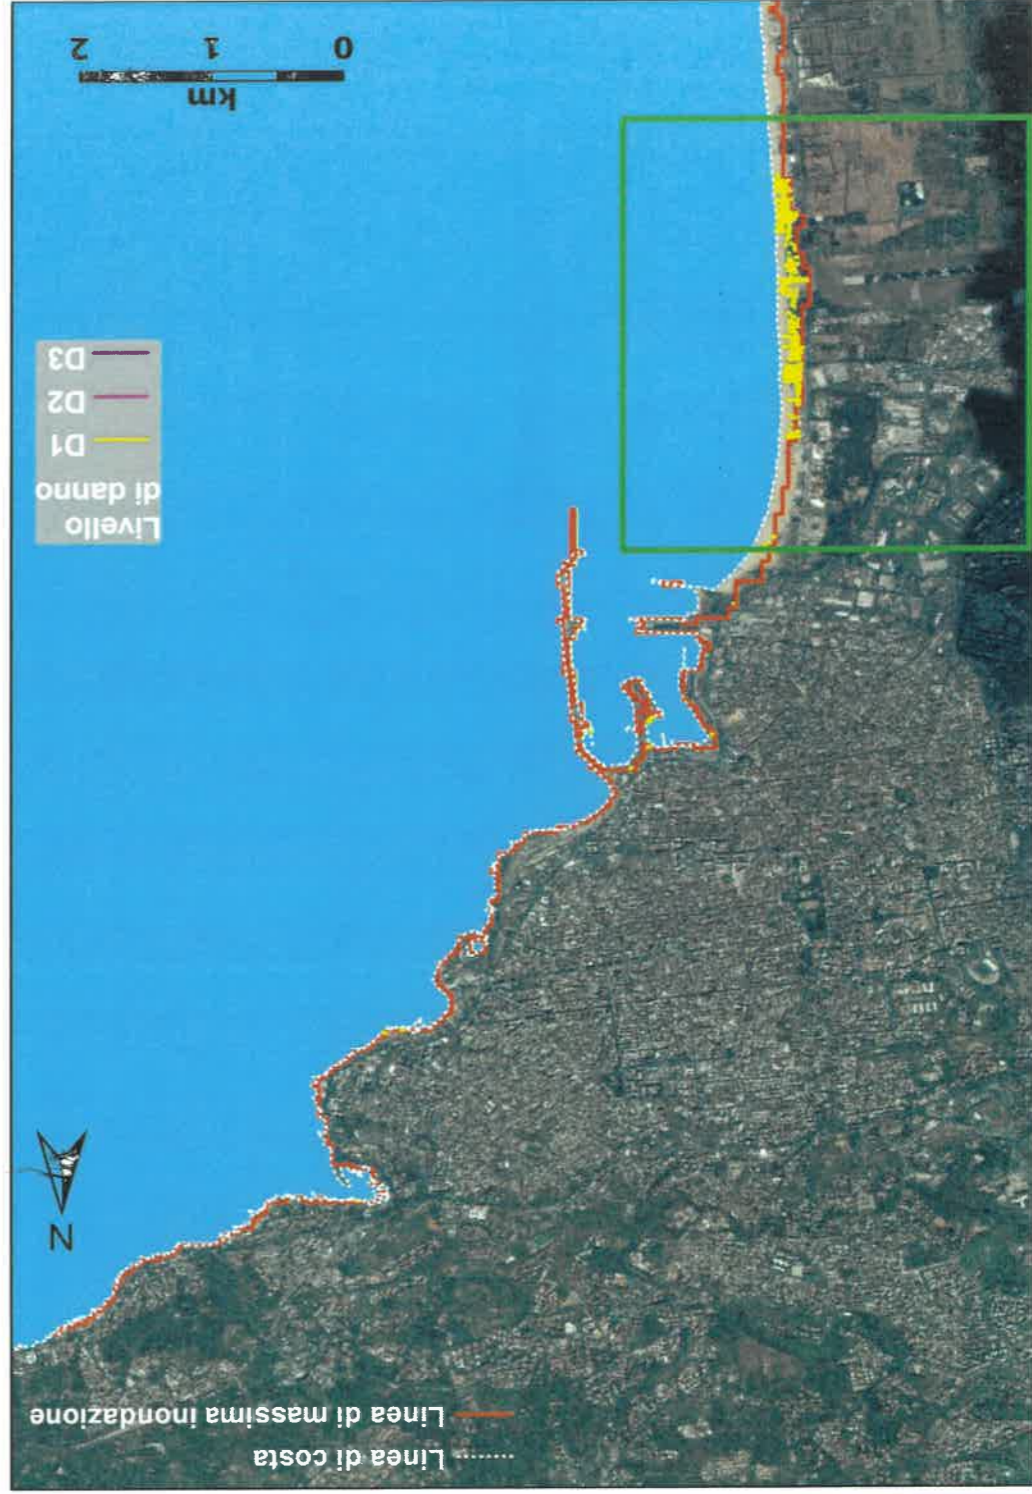 Linea di costa
Linea di massima inondazione
N
Livello
di danno
D1
D2
D3
km
0 1 2